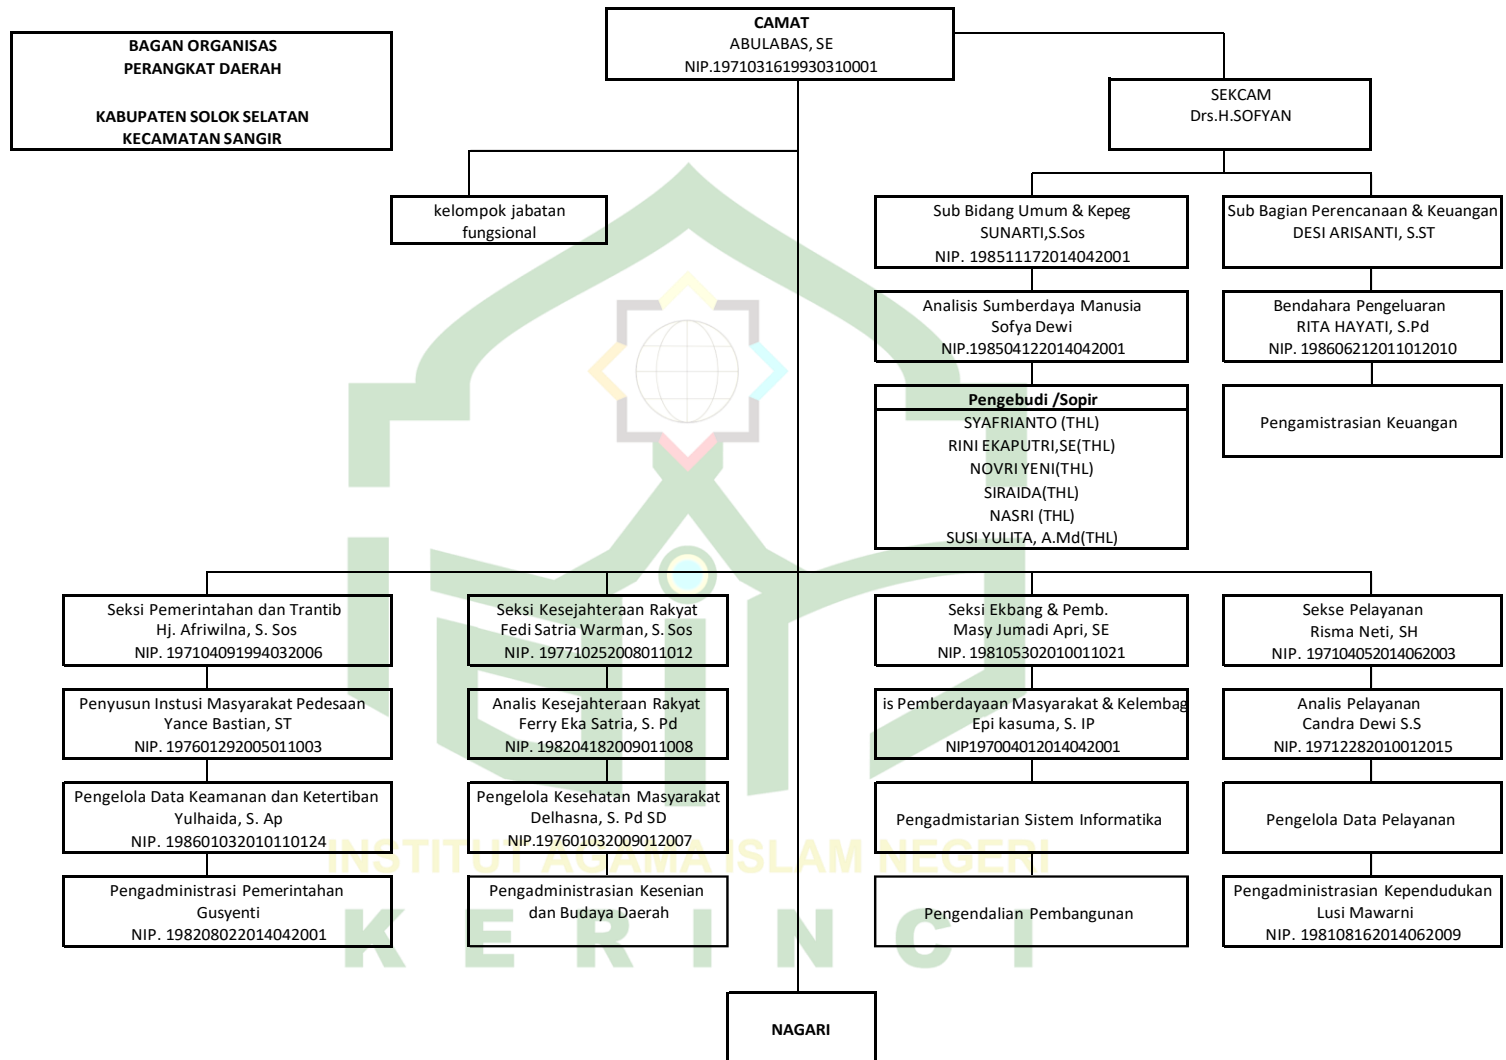 CAMAT
ABULABAS, SE
NIP.1971031619930310001
BAGAN ORGANISAS
PERANGKAT DAERAH
KABUPATEN SOLOK SELATAN
KECAMATAN SANGIR
SEKCAM
Drs.H.SOFYAN
kelompok jabatan
fungsional
Sub Bidang Umum & Kepeg
SUNARTI,S.Sos
NIP. 198511172014042001
Sub Bagian Perencanaan & Keuangan
DESI ARISANTI, S.ST
Analisis Sumberdaya Manusia
Sofya Dewi
NIP.198504122014042001
Bendahara Pengeluaran
RITA HAYATI, S.Pd
NIP. 198606212011012010
Pengebudi /Sopir
SYAFRIANTO (THL)
RINI EKAPUTRI,SE(THL)
NOVRI YENI(THL)
SIRAIDA(THL)
NASRI (THL)
SUSI YULITA, A.Md(THL)
Pengamistrasian Keuangan
Seksi Pemerintahan dan Trantib
Hj. Afriwilna, S. Sos
NIP. 197104091994032006
Seksi Kesejahteraan Rakyat
Fedi Satria Warman, S. Sos
NIP. 197710252008011012
Seksi Ekbang & Pemb.
Masy Jumadi Apri, SE
NIP. 198105302010011021
Sekse Pelayanan
Risma Neti, SH
NIP. 197104052014062003
Penyusun Instusi Masyarakat Pedesaan
Yance Bastian, ST
NIP. 197601292005011003
Analis Kesejahteraan Rakyat
Ferry Eka Satria, S. Pd
NIP. 198204182009011008
is Pemberdayaan Masyarakat & Kelembag
Epi kasuma, S. IP
NIP197004012014042001
Analis Pelayanan
Candra Dewi S.S
NIP. 19712282010012015
Pengelola Data Keamanan dan Ketertiban
Yulhaida, S. Ap
NIP. 198601032010110124
Pengelola Kesehatan Masyarakat
Delhasna, S. Pd SD
NIP.197601032009012007
Pengadmistarian Sistem Informatika
Pengelola Data Pelayanan
Pengadministrasi Pemerintahan
Gusyenti
NIP. 198208022014042001
Pengadministrasian Kesenian
dan Budaya Daerah
Pengendalian Pembangunan
Pengadministrasian Kependudukan
Lusi Mawarni
NIP. 198108162014062009
INSTITUT AGAMA ISLAM NEGERI
KERINCI
NAGARI